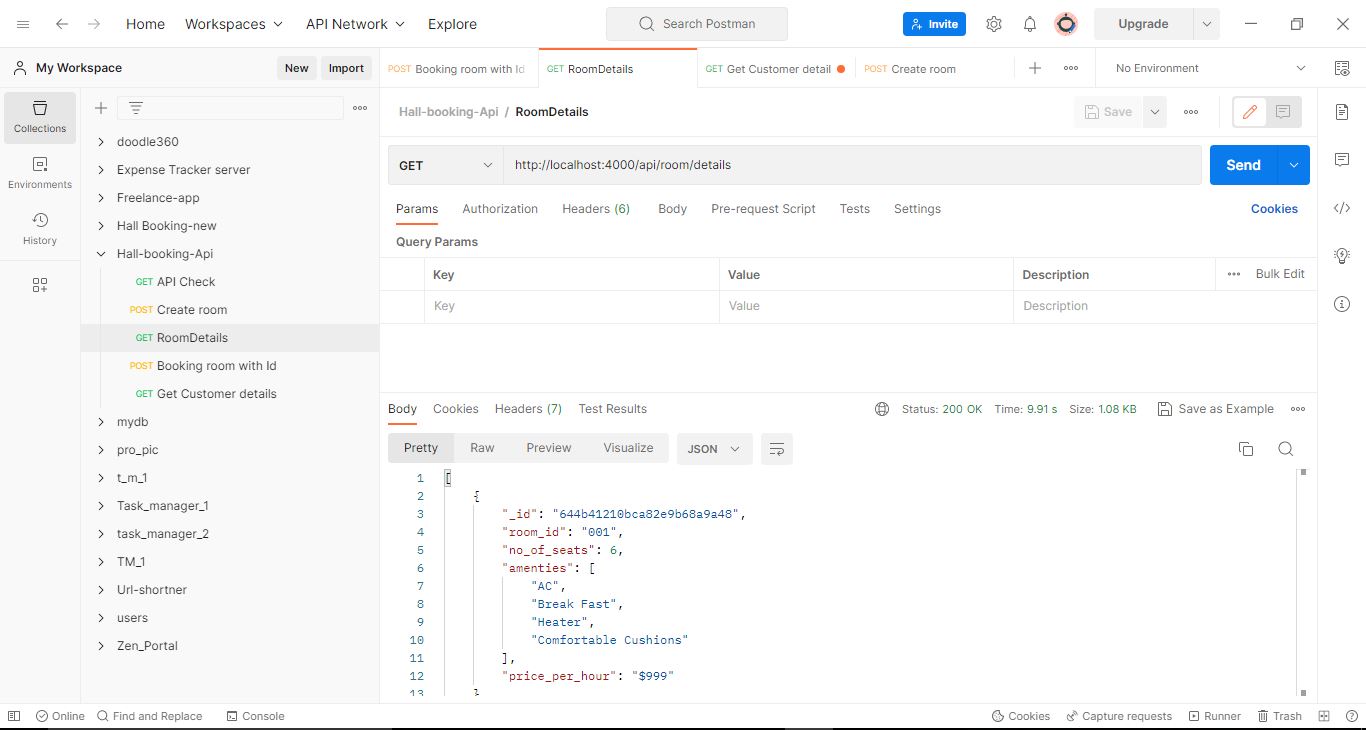 Home Workspaces API Network Explore Search Postman Invite Upgrade
My Workspace New Import POST Booking room with Id GET RoomDetails GET Get Customer detail POST Create room No Environment
Collections
Environments
History
doodle360
Expense Tracker server
Freelance-app
Hall Booking-new
Hall-booking-Api
GET API Check
POST Create room
GET RoomDetails
POST Booking room with Id
GET Get Customer details
mydb
pro_pic
t_m_1
Task_manager_1
task_manager_2
TM_1
Url-shortner
users
Zen_Portal
Hall-booking-Api / RoomDetails Save
GET http://localhost:4000/api/room/details Send
Params Authorization Headers (6) Body Pre-request Script Tests Settings Cookies
Query Params
Key Value Description Bulk Edit
Key Value Description
Body Cookies Headers (7) Test Results Status: 200 OK Time: 9.91 s Size: 1.08 KB Save as Example
Pretty Raw Preview Visualize JSON
1 [
2 {
3 "_id": "644b41210bca82e9b68a9a48",
4 "room_id": "001",
5 "no_of_seats": 6,
6 "amenties": [
7 "AC",
8 "Break Fast",
9 "Heater",
10 "Comfortable Cushions"
11 ],
12 "price_per_hour": "$999"
13 }
Online Find and Replace Console Cookies Capture requests Runner Trash